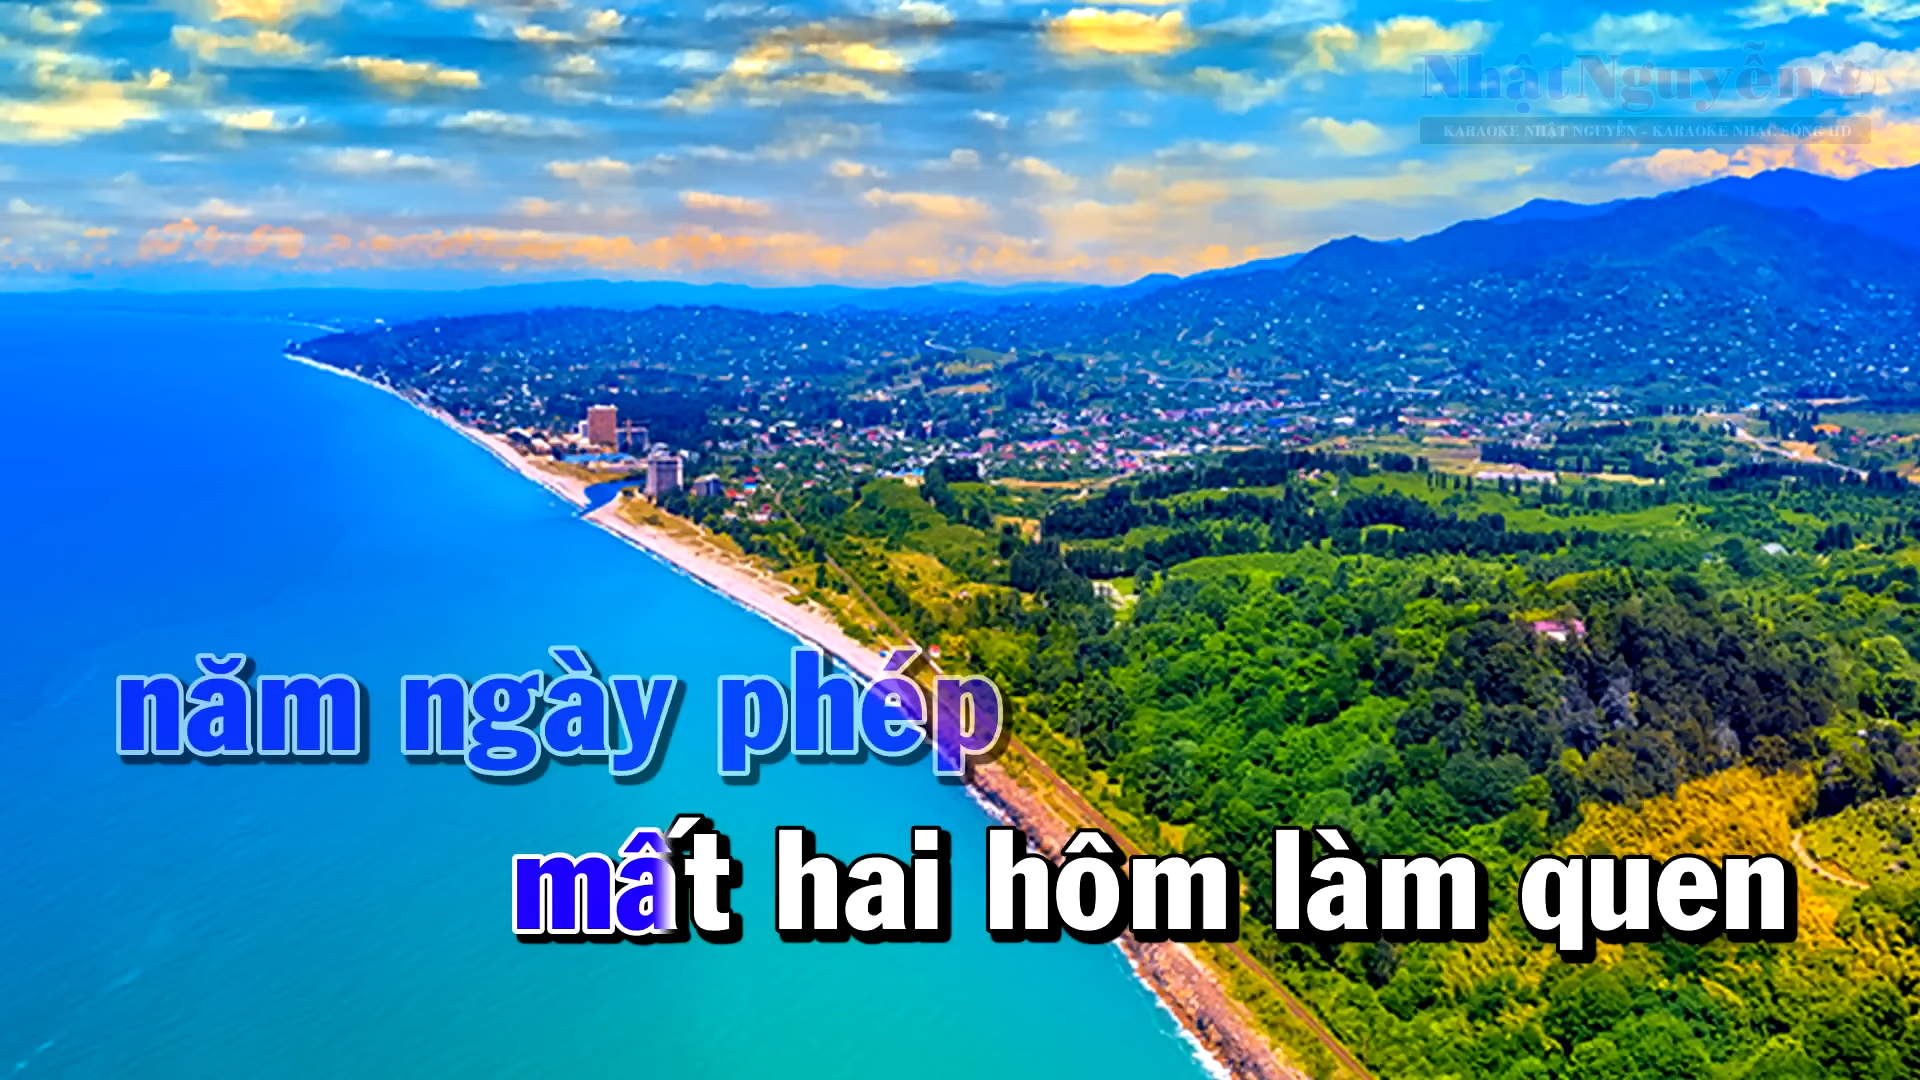 NhậtNguyễn
KARAOKE NHẬT NGUYỄN - KARAOKE NHẠC SỐNG HD
năm ngày phép
mất hai hôm làm quen